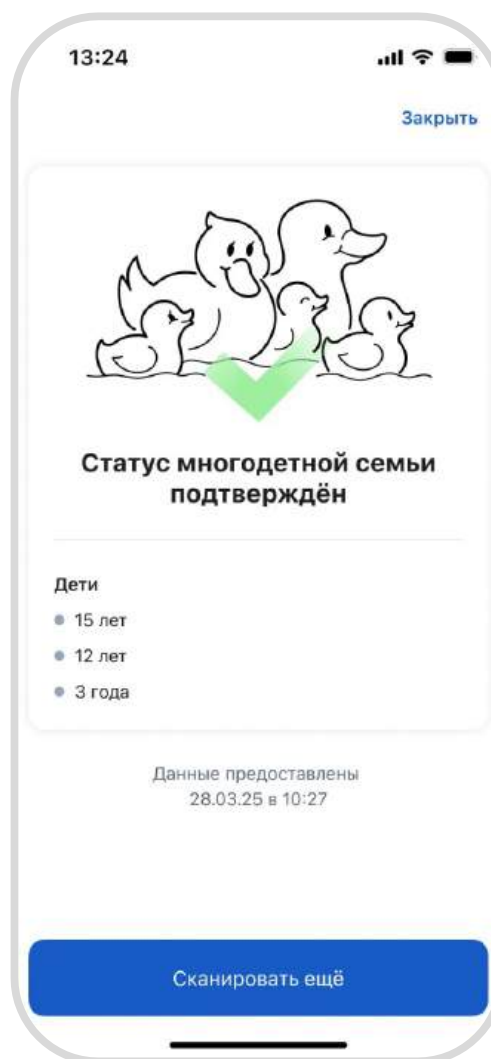 13:24
Закрыть
Статус многодетной семьи
подтверждён
Дети
15 лет
12 лет
3 года
Данные предоставлены
28.03.25 в 10:27
Сканировать ещё